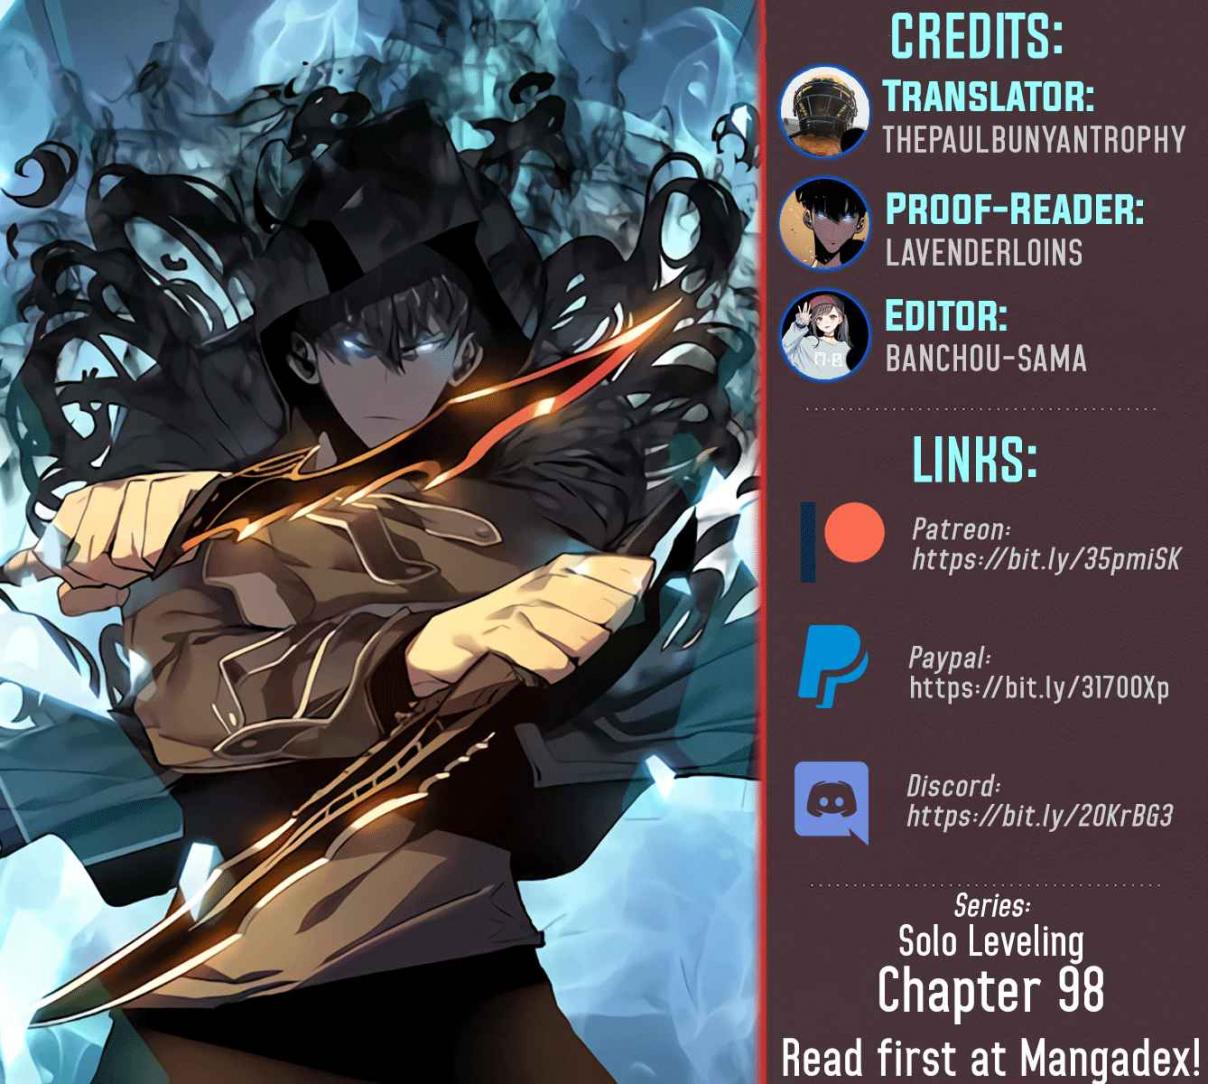 CREDITS:
TRANSLATOR:
THEPAULBUNYANTROPHY
PROOF-READER:
LAVENDERLOINS
EDITOR:
BANCHOU-SAMA
LINKS:
Patreon:
https://bit.ly/35pmiSK
Paypal:
https://bit.ly/31700Xp
Discord:
https://bit.ly/20KrBG3
Series:
Solo Leveling
Chapter 98
Read first at Mangadex!